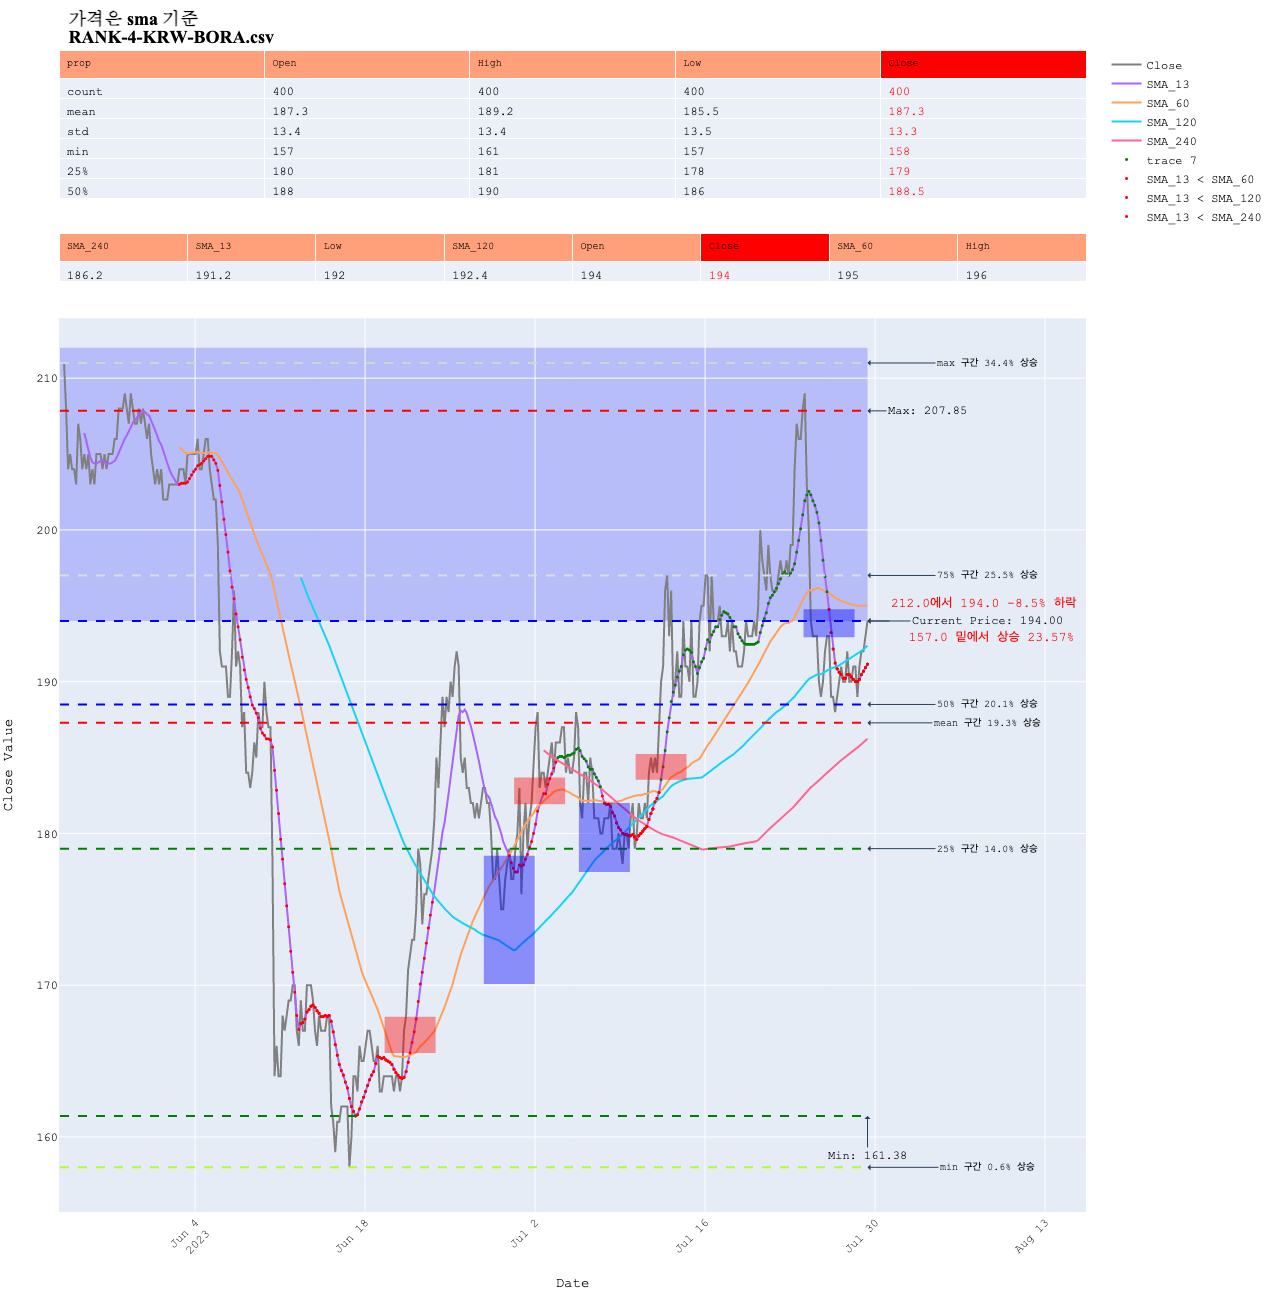 가격은 sma 기준
RANK-4-KRW-BORA.csv
prop Open High Low Close
count 400 400 400 400
mean 187.3 189.2 185.5 187.3
std 13.4 13.4 13.5 13.3
min 157 161 157 158
25% 180 181 178 179
50% 188 190 186 188.5
SMA_240 SMA_13 Low SMA_120 Open Close SMA_60 High
186.2 191.2 192 192.4 194 194 195 196
Close
SMA_13
SMA_60
SMA_120
SMA_240
trace 7
SMA_13 < SMA_60
SMA_13 < SMA_120
SMA_13 < SMA_240
max 구간 34.4% 상승
Max: 207.85
75% 구간 25.5% 상승
212.0에서 194.0 -8.5% 하락
Current Price: 194.00
157.0 밑에서 상승 23.57%
50% 구간 20.1% 상승
mean 구간 19.3% 상승
25% 구간 14.0% 상승
Min: 161.38
min 구간 0.6% 상승
210
200
190
180
170
160
Close Value
Jun 4
2023
Jun 18
Jul 2
Jul 16
Jul 30
Aug 13
Date